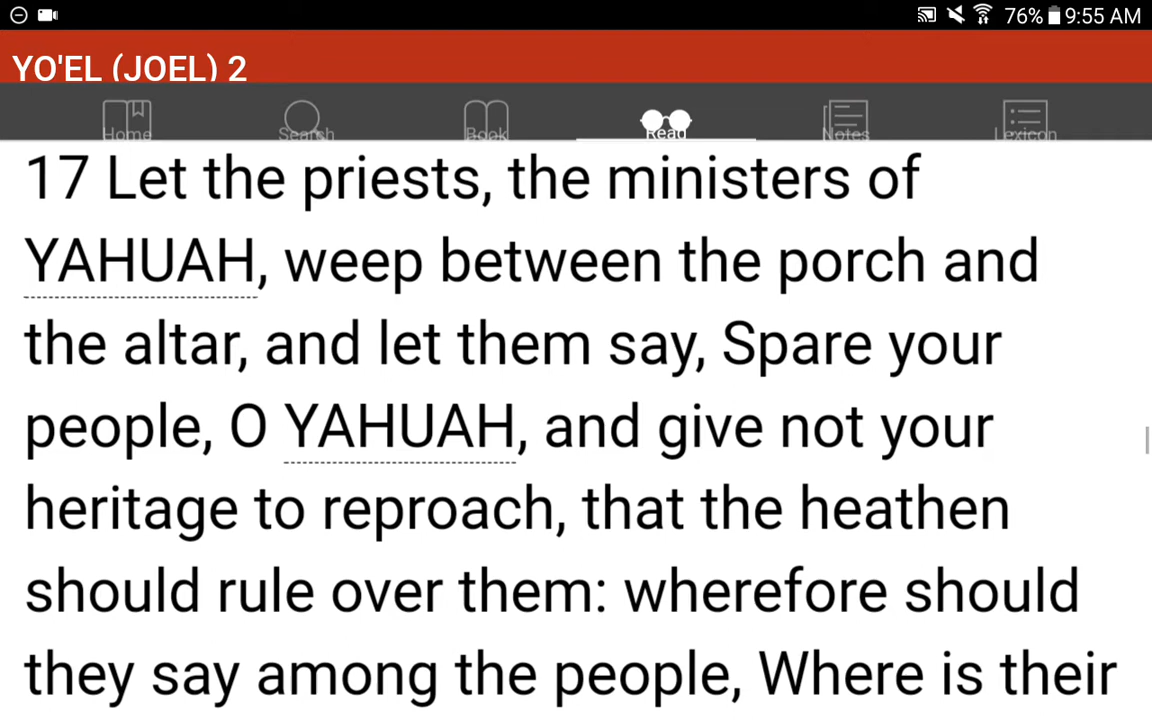 76% 9:55 AM
YO'EL (JOEL) 2
Home Search Book Read Notes Lexicon
17 Let the priests, the ministers of
YAHUAH, weep between the porch and
the altar, and let them say, Spare your
people, O YAHUAH, and give not your
heritage to reproach, that the heathen
should rule over them: wherefore should
they say among the people, Where is their